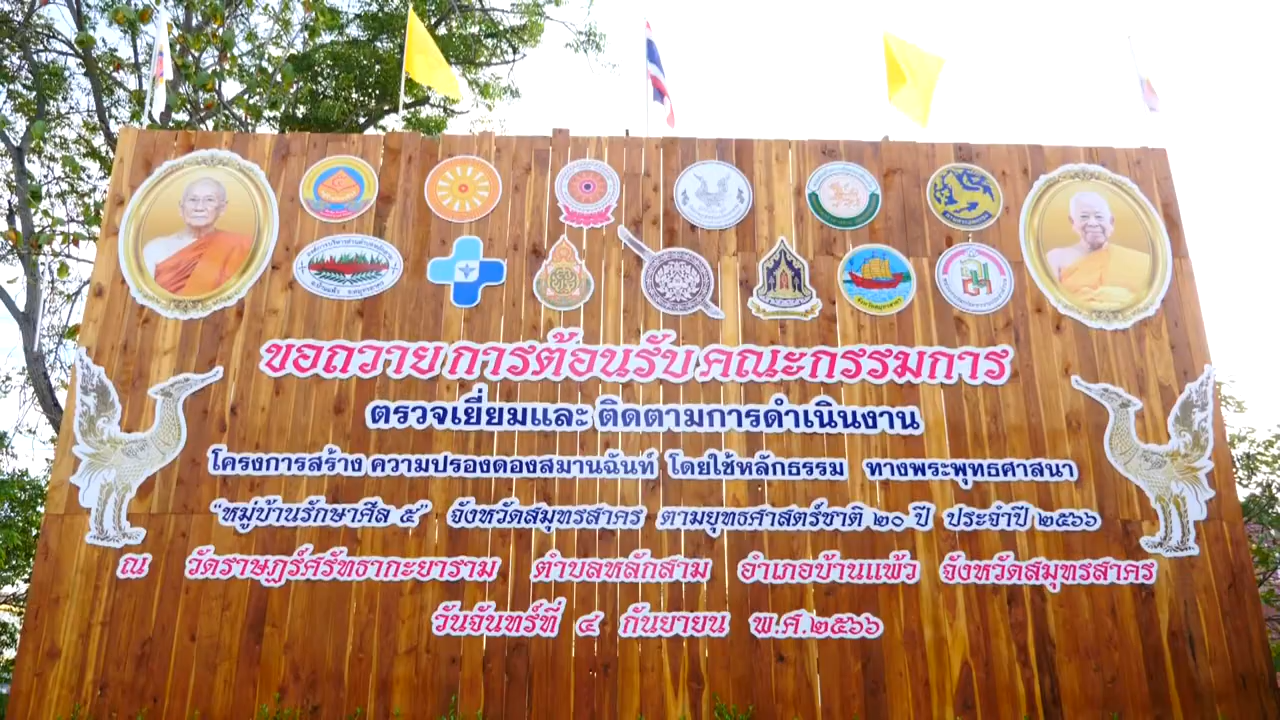 ขอถวาย การต้อนรับ คณะกรรมการ
ตรวจเยี่ยมและ ติดตามการดำเนินงาน
โครงการสร้าง ความปรองดองสมานฉันท์ โดยใช้หลักธรรม ทางพระพุทธศาสนา
"หมู่บ้านรักษาศีล ๕" จังหวัดสมุทรสาคร ตามยุทธศาสตร์ชาติ ๒๐ ปี ประจำปี ๒๕๖๖
ณ วัดราษฎร์ศรัทธากะยาราม ตำบลหลักสาม อำเภอบ้านแพ้ว จังหวัดสมุทรสาคร
วันจันทร์ที่ ๔ กันยายน พ.ศ.๒๕๖๖